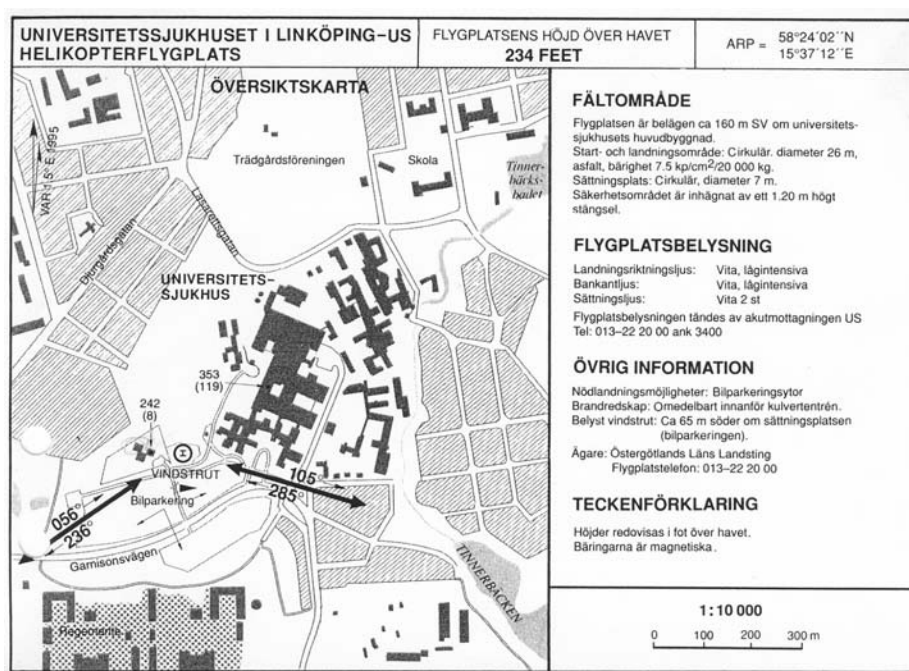 UNIVERSITETSSJUKHUSET I LINKÖPING-US
HELIKOPTERFLYGPLATS
FLYGPLATSENS HÖJD ÖVER HAVET
234 FEET
ARP = 58°24´02´´N
15°37´12´´E
ÖVERSIKTSKARTA
VAR 1.5° E 1995
Trädgårdsföreningen
Skola
Tinner-
bäcks-
badet
Lasarettsgatan
Djurgårdsgatan
UNIVERSITETS-
SJUKHUS
353
(119)
242
(8)
H
VINDSTRUT
105°
285°
056°
236°
Bilparkering
Garnisonsvägen
TINNERBÄCKEN
FÄLTOMRÅDE
Flygplatsen är belägen ca 160 m SV om universitets-
sjukhusets huvudbyggnad.
Start- och landningsområde: Cirkulär. diameter 26 m,
asfalt, bärighet 7.5 kp/cm²/20 000 kg.
Sättningsplats: Cirkulär, diameter 7 m.
Säkerhetsområdet är inhägnat av ett 1.20 m högt
stängsel.
FLYGPLATSBELYSNING
Landningsriktningsljus: Vita, lågintensiva
Bankantljus: Vita, lågintensiva
Sättningsljus: Vita 2 st
Flygplatsbelysningen tändes av akutmottagningen US
Tel: 013-22 20 00 ank 3400
ÖVRIG INFORMATION
Nödlandningsmöjligheter: Bilparkeringsytor
Brandredskap: Omedelbart innanför kulvertentrén.
Belyst vindstrut: Ca 65 m söder om sättningsplatsen
(bilparkeringen).
Ägare: Östergötlands Läns Landsting
Flygplatstelefon: 013-22 20 00
TECKENFÖRKLARING
Höjder redovisas i fot över havet.
Bäringarna är magnetiska.
1:10 000
0 100 200 300 m